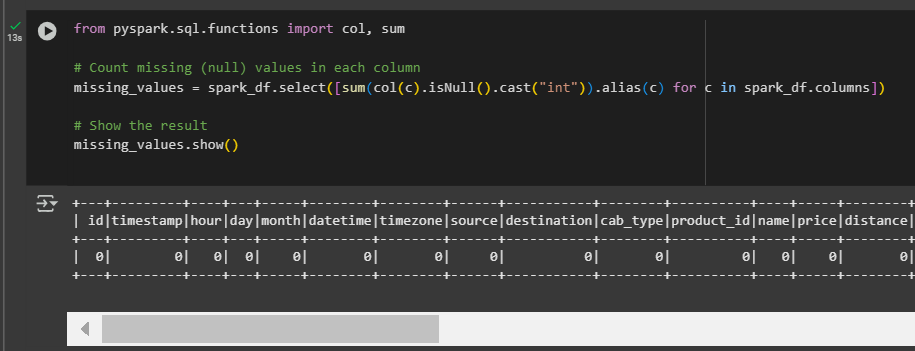 from pyspark.sql.functions import col, sum
13s
# Count missing (null) values in each column
missing_values = spark_df.select([sum(col(c).isNull().cast("int")).alias(c) for c in spark_df.columns])
# Show the result
missing_values.show()
+---+---------+----+---+-----+--------+--------+------+-----------+--------+----------+----+-----+--------+
| id|timestamp|hour|day|month|datetime|timezone|source|destination|cab_type|product_id|name|price|distance|
+---+---------+----+---+-----+--------+--------+------+-----------+--------+----------+----+-----+--------+
|  0|        0|   0|  0|    0|       0|       0|     0|          0|       0|         0|   0|    0|       0|
+---+---------+----+---+-----+--------+--------+------+-----------+--------+----------+----+-----+--------+